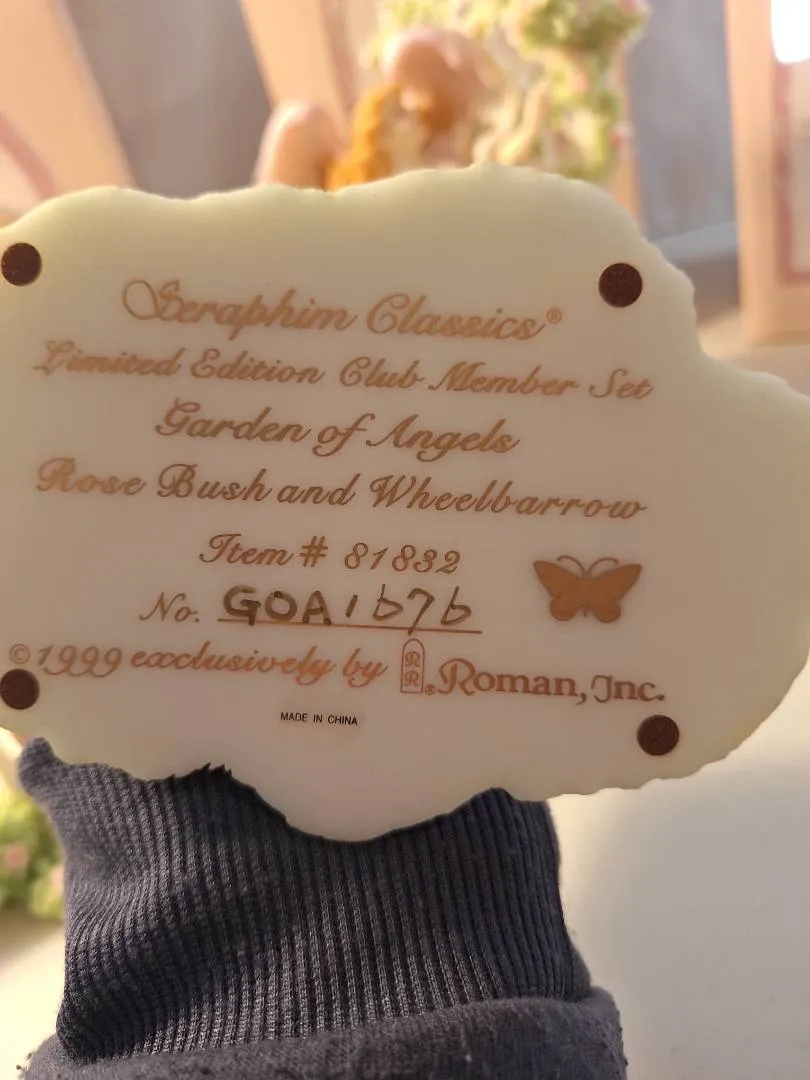 Seraphim Classics®
Limited Edition Club Member Set
Garden of Angels
Rose Bush and Wheelbarrow
Item # 81832
No. GOA1676
©1999 exclusively by RR®. Roman, Inc.
MADE IN CHINA